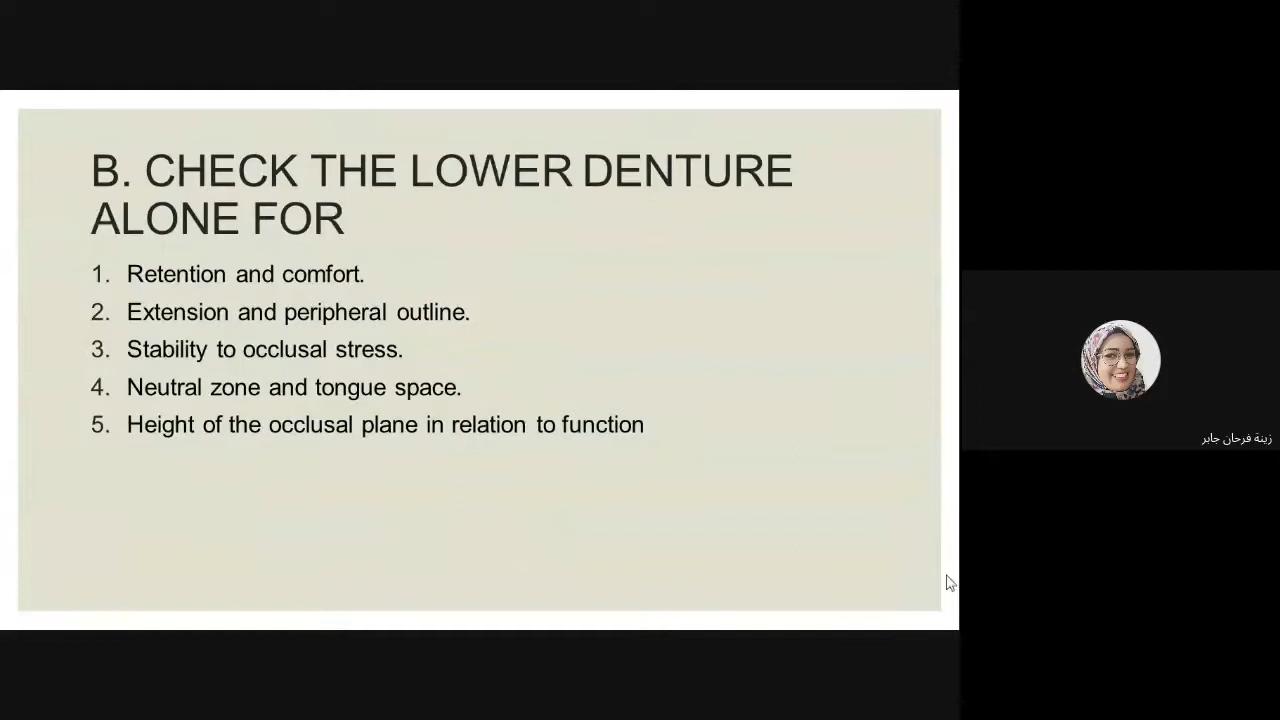 B. CHECK THE LOWER DENTURE
ALONE FOR
1. Retention and comfort.
2. Extension and peripheral outline.
3. Stability to occlusal stress.
4. Neutral zone and tongue space.
5. Height of the occlusal plane in relation to function
زينة فرحان جابر